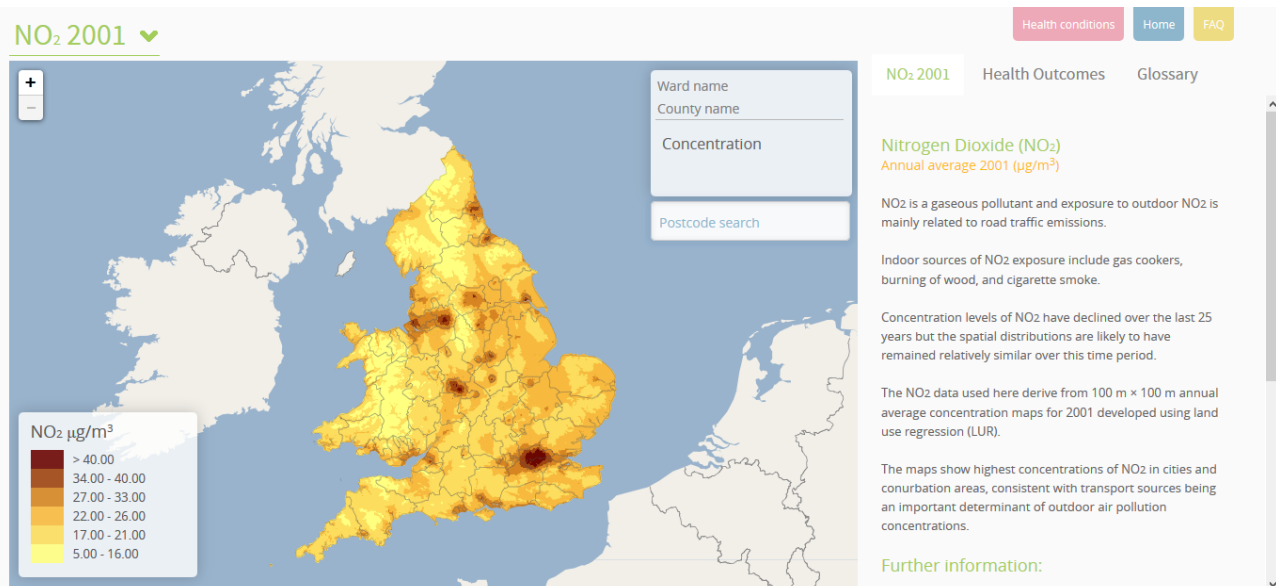 NO₂ 2001
Health conditions
Home
FAQ
+
−
Ward name
County name
Concentration
Postcode search
NO₂ µg/m³
> 40.00
34.00 - 40.00
27.00 - 33.00
22.00 - 26.00
17.00 - 21.00
5.00 - 16.00
NO₂ 2001
Health Outcomes
Glossary
Nitrogen Dioxide (NO₂)
Annual average 2001 (µg/m³)
NO2 is a gaseous pollutant and exposure to outdoor NO2 is
mainly related to road traffic emissions.
Indoor sources of NO2 exposure include gas cookers,
burning of wood, and cigarette smoke.
Concentration levels of NO2 have declined over the last 25
years but the spatial distributions are likely to have
remained relatively similar over this time period.
The NO2 data used here derive from 100 m × 100 m annual
average concentration maps for 2001 developed using land
use regression (LUR).
The maps show highest concentrations of NO2 in cities and
conurbation areas, consistent with transport sources being
an important determinant of outdoor air pollution
concentrations.
Further information: